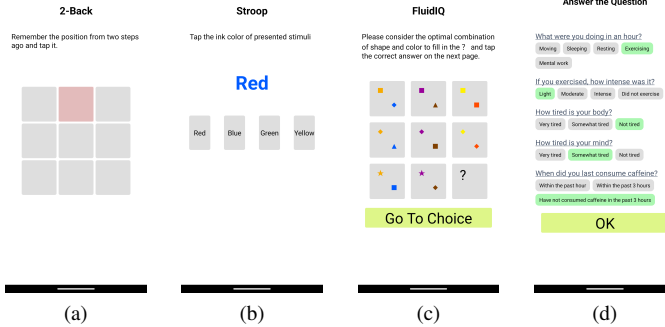 2-Back
Remember the position from two steps
ago and tap it.
(a)
Stroop
Tap the ink color of presented stimuli
Red
Red Blue Green Yellow
(b)
FluidIQ
Please consider the optimal combination
of shape and color to fill in the ? and tap
the correct answer on the next page.
?
Go To Choice
(c)
Answer the Question
What were you doing in an hour?
Moving Sleeping Resting Exercising
Mental work
If you exercised, how intense was it?
Light Moderate Intense Did not exercise
How tired is your body?
Very tired Somewhat tired Not tired
How tired is your mind?
Very tired Somewhat tired Not tired
When did you last consume caffeine?
Within the past hour Within the past 3 hours
Have not consumed caffeine in the past 3 hours
OK
(d)